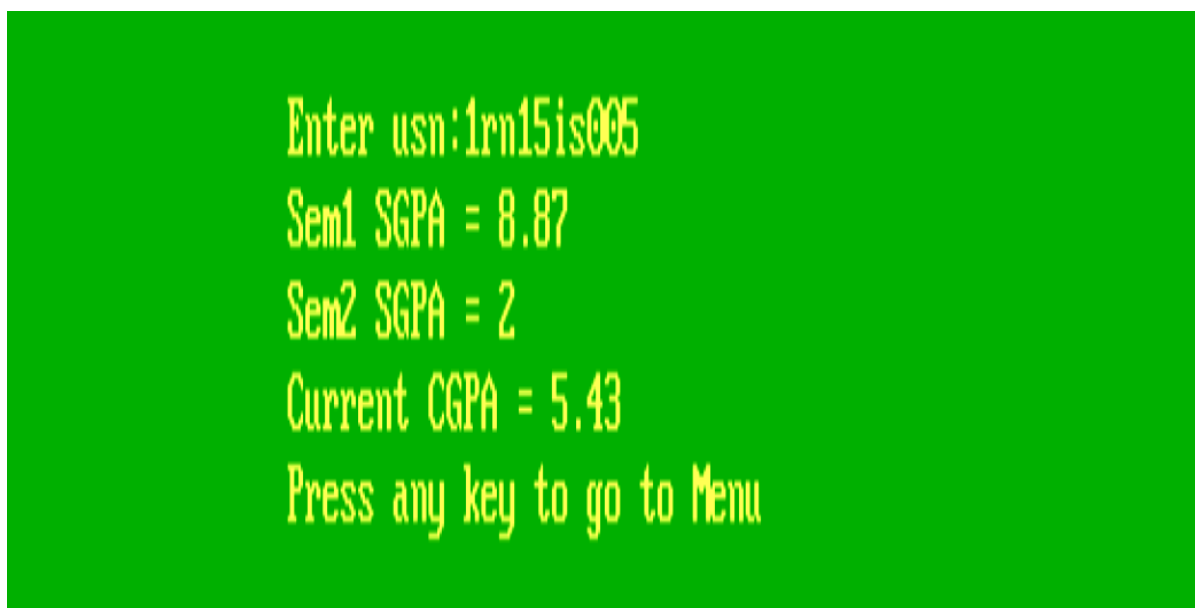 Enter usn:1rn15is005
Sem1 SGPA = 8.87
Sem2 SGPA = 2
Current CGPA = 5.43
Press any key to go to Menu